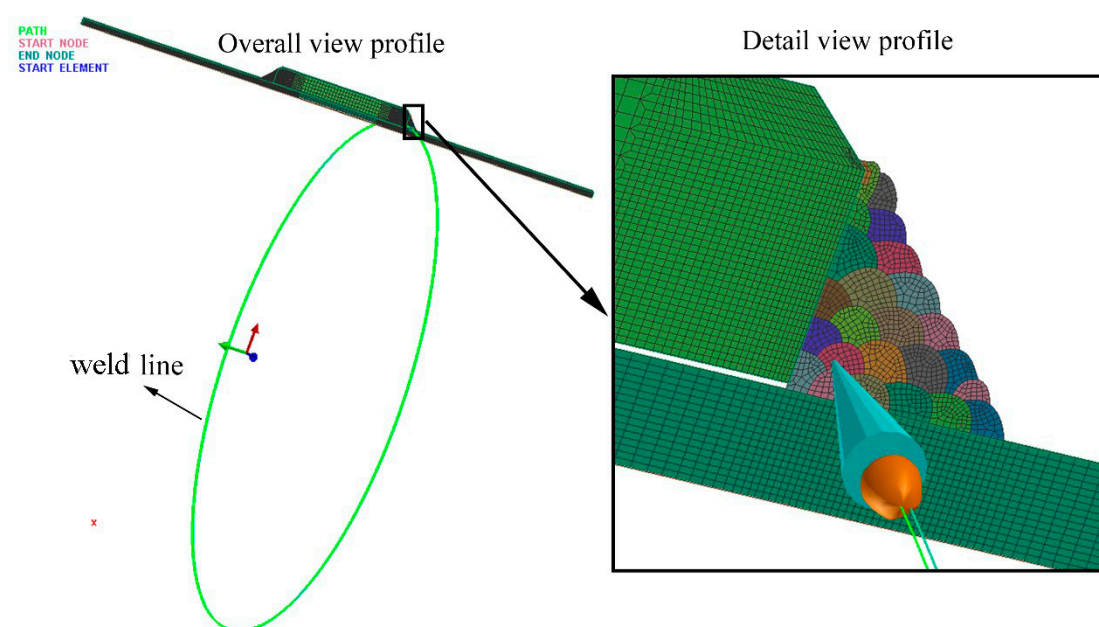 PATH
START NODE
END NODE
START ELEMENT
Overall view profile
Detail view profile
weld line
x